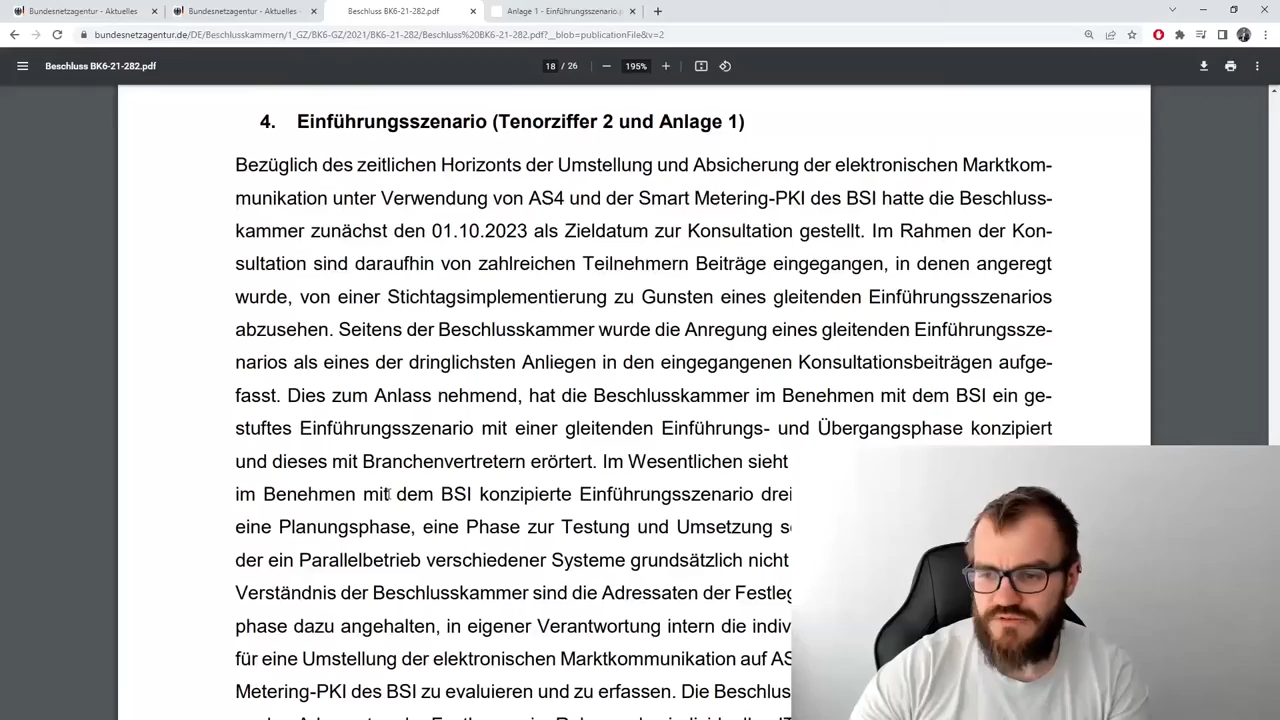 Bundesnetzagentur - Aktuelles
Bundesnetzagentur - Aktuelles -
Beschluss BK6-21-282.pdf
Anlage 1 - Einführungsszenario.p
bundesnetzagentur.de/DE/Beschlusskammern/1_GZ/BK6-GZ/2021/BK6-21-282/Beschluss%20BK6-21-282.pdf?__blob=publicationFile&v=2
Beschluss BK6-21-282.pdf
18 / 26
195%
4. Einführungsszenario (Tenorziffer 2 und Anlage 1)
Bezüglich des zeitlichen Horizonts der Umstellung und Absicherung der elektronischen Marktkom-
munikation unter Verwendung von AS4 und der Smart Metering-PKI des BSI hatte die Beschluss-
kammer zunächst den 01.10.2023 als Zieldatum zur Konsultation gestellt. Im Rahmen der Kon-
sultation sind daraufhin von zahlreichen Teilnehmern Beiträge eingegangen, in denen angeregt
wurde, von einer Stichtagsimplementierung zu Gunsten eines gleitenden Einführungsszenarios
abzusehen. Seitens der Beschlusskammer wurde die Anregung eines gleitenden Einführungssze-
narios als eines der dringlichsten Anliegen in den eingegangenen Konsultationsbeiträgen aufge-
fasst. Dies zum Anlass nehmend, hat die Beschlusskammer im Benehmen mit dem BSI ein ge-
stuftes Einführungsszenario mit einer gleitenden Einführungs- und Übergangsphase konzipiert
und dieses mit Branchenvertretern erörtert. Im Wesentlichen sieht
im Benehmen mit dem BSI konzipierte Einführungsszenario drei
eine Planungsphase, eine Phase zur Testung und Umsetzung
der ein Parallelbetrieb verschiedener Systeme grundsätzlich nicht
Verständnis der Beschlusskammer sind die Adressaten der Festleg
phase dazu angehalten, in eigener Verantwortung intern die indiv
für eine Umstellung der elektronischen Marktkommunikation auf AS
Metering-PKI des BSI zu evaluieren und zu erfassen. Die Beschlus